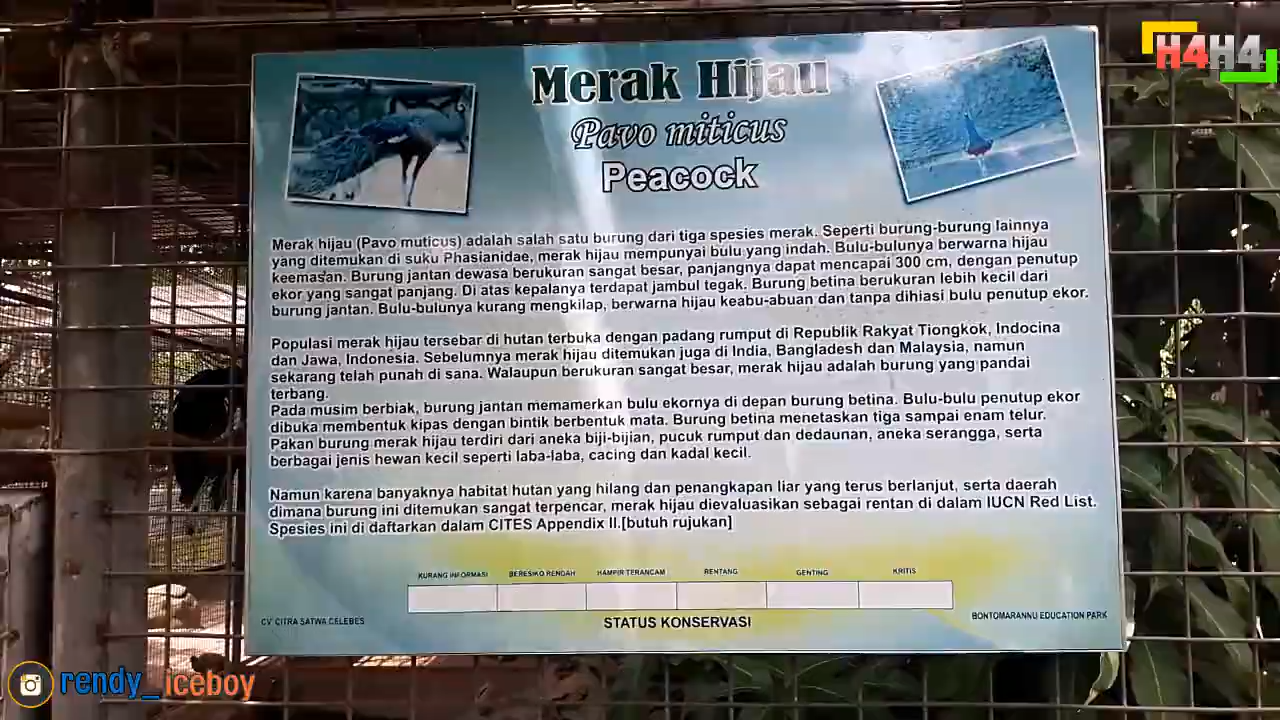 H4H4
Merak Hijau
Pavo miticus
Peacock
Merak hijau (Pavo muticus) adalah salah satu burung dari tiga spesies merak. Seperti burung-burung lainnya
yang ditemukan di suku Phasianidae, merak hijau mempunyai bulu yang indah. Bulu-bulunya berwarna hijau
keemasan. Burung jantan dewasa berukuran sangat besar, panjangnya dapat mencapai 300 cm, dengan penutup
ekor yang sangat panjang. Di atas kepalanya terdapat jambul tegak. Burung betina berukuran lebih kecil dari
burung jantan. Bulu-bulunya kurang mengkilap, berwarna hijau keabu-abuan dan tanpa dihiasi bulu penutup ekor.
Populasi merak hijau tersebar di hutan terbuka dengan padang rumput di Republik Rakyat Tiongkok, Indocina
dan Jawa, Indonesia. Sebelumnya merak hijau ditemukan juga di India, Bangladesh dan Malaysia, namun
sekarang telah punah di sana. Walaupun berukuran sangat besar, merak hijau adalah burung yang pandai
terbang.
Pada musim berbiak, burung jantan memamerkan bulu ekornya di depan burung betina. Bulu-bulu penutup ekor
dibuka membentuk kipas dengan bintik berbentuk mata. Burung betina menetaskan tiga sampai enam telur.
Pakan burung merak hijau terdiri dari aneka biji-bijian, pucuk rumput dan dedaunan, aneka serangga, serta
berbagai jenis hewan kecil seperti laba-laba, cacing dan kadal kecil.
Namun karena banyaknya habitat hutan yang hilang dan penangkapan liar yang terus berlanjut, serta daerah
dimana burung ini ditemukan sangat terpencar, merak hijau dievaluasikan sebagai rentan di dalam IUCN Red List.
Spesies ini di daftarkan dalam CITES Appendix II.[butuh rujukan]
KURANG INFORMASI BERESIKO RENDAH HAMPIR TERANCAM RENTANG GENTING KRITIS
STATUS KONSERVASI
CV CITRA SATWA CELEBES
BONTOMARANNU EDUCATION PARK
rendy_iceboy